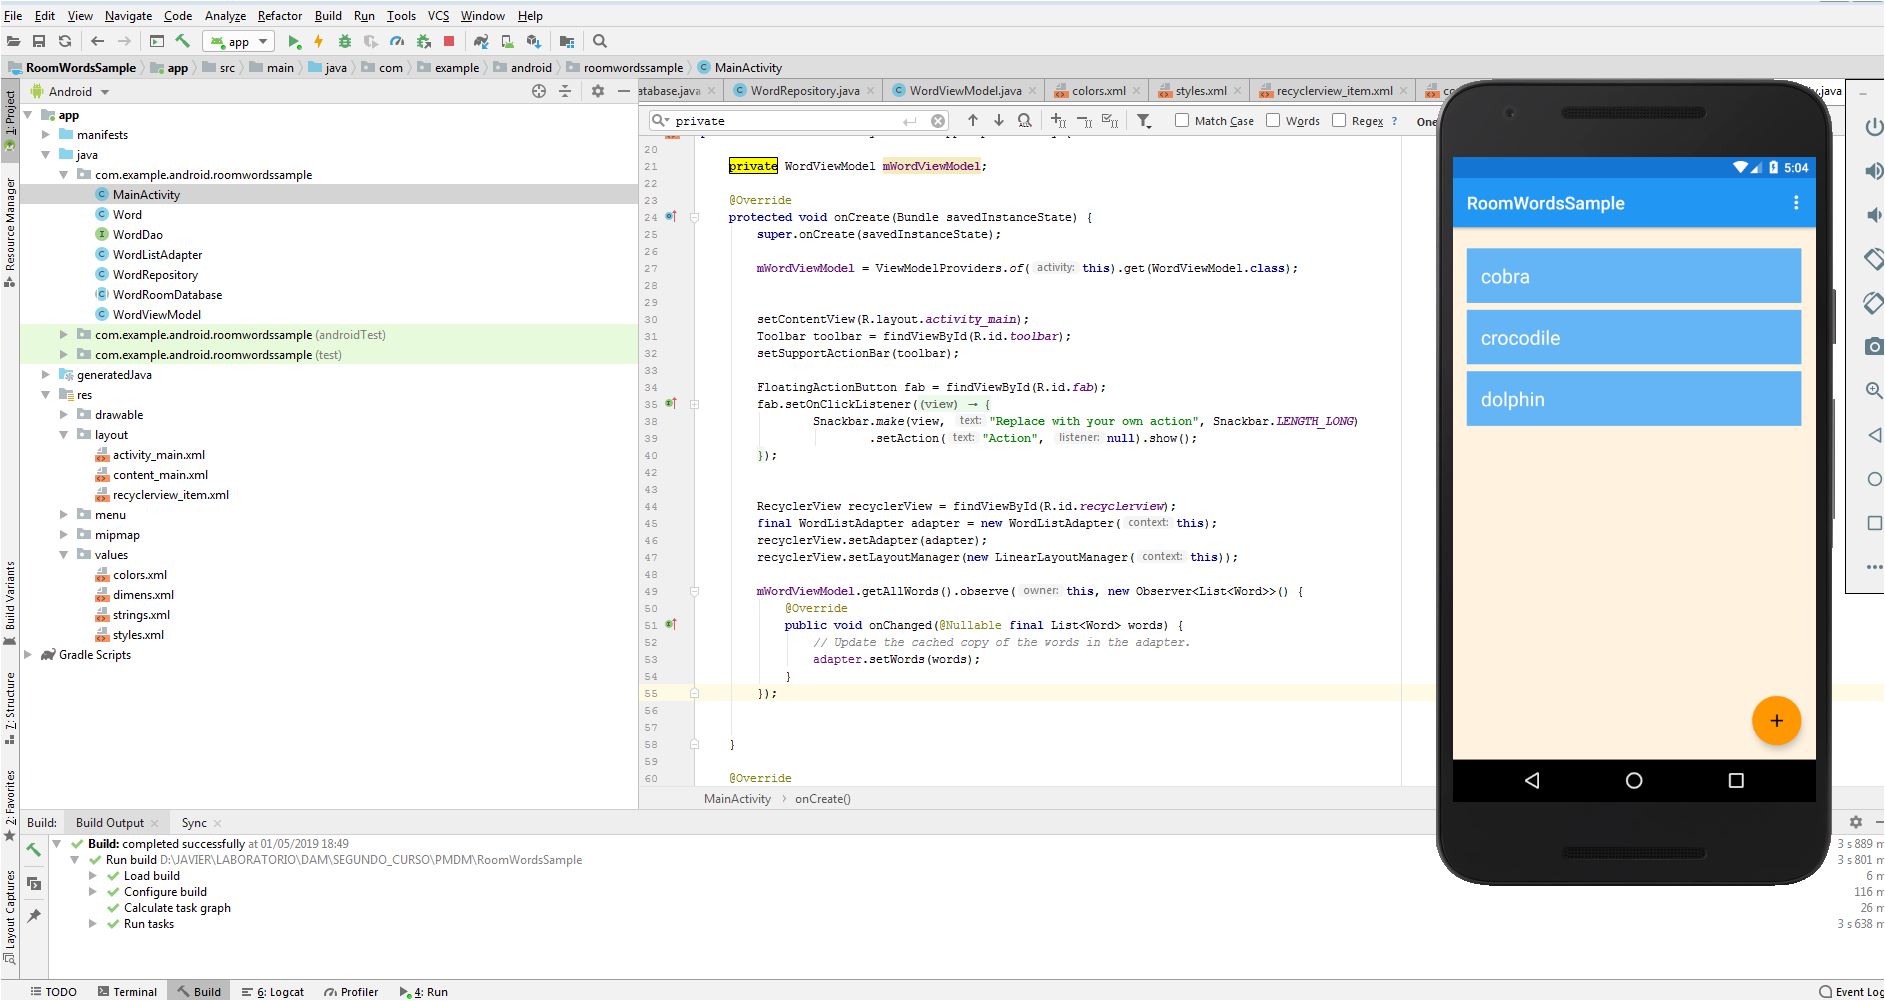 File Edit View Navigate Code Analyze Refactor Build Run Tools VCS Window Help
app
RoomWordsSample app src main java com example android roomwordssample MainActivity
1: Project
Resource Manager
Build Variants
7: Structure
2: Favorites
Layout Captures
Android
app
manifests
java
com.example.android.roomwordssample
MainActivity
Word
WordDao
WordListAdapter
WordRepository
WordRoomDatabase
WordViewModel
com.example.android.roomwordssample (androidTest)
com.example.android.roomwordssample (test)
generatedJava
res
drawable
layout
activity_main.xml
content_main.xml
recyclerview_item.xml
menu
mipmap
values
colors.xml
dimens.xml
strings.xml
styles.xml
Gradle Scripts
atabase.java WordRepository.java WordViewModel.java colors.xml styles.xml recyclerview_item.xml co y.java
private Match Case Words Regex ? One
20
21 private WordViewModel mWordViewModel;
22
23 @Override
24 protected void onCreate(Bundle savedInstanceState) {
25 super.onCreate(savedInstanceState);
26
27 mWordViewModel = ViewModelProviders.of( activity: this).get(WordViewModel.class);
28
29
30 setContentView(R.layout.activity_main);
31 Toolbar toolbar = findViewById(R.id.toolbar);
32 setSupportActionBar(toolbar);
33
34 FloatingActionButton fab = findViewById(R.id.fab);
35 fab.setOnClickListener((view) → {
38 Snackbar.make(view, text: "Replace with your own action", Snackbar.LENGTH_LONG)
39 .setAction( text: "Action", listener: null).show();
40 });
42
43
44 RecyclerView recyclerView = findViewById(R.id.recyclerview);
45 final WordListAdapter adapter = new WordListAdapter( context: this);
46 recyclerView.setAdapter(adapter);
47 recyclerView.setLayoutManager(new LinearLayoutManager( context: this));
48
49 mWordViewModel.getAllWords().observe( owner: this, new Observer<List<Word>>() {
50 @Override
51 public void onChanged(@Nullable final List<Word> words) {
52 // Update the cached copy of the words in the adapter.
53 adapter.setWords(words);
54 }
55 });
56
57
58 }
59
60 @Override
MainActivity onCreate()
5:04
RoomWordsSample
cobra
crocodile
dolphin
+
Build: Build Output Sync
Build: completed successfully at 01/05/2019 18:49 3 s 889 m
Run build D:\JAVIER\LABORATORIO\DAM\SEGUNDO_CURSO\PMDM\RoomWordsSample 3 s 801 m
Load build 6 m
Configure build 116 m
Calculate task graph 26 m
Run tasks 3 s 638 m
TODO Terminal Build 6: Logcat Profiler 4: Run Event Log